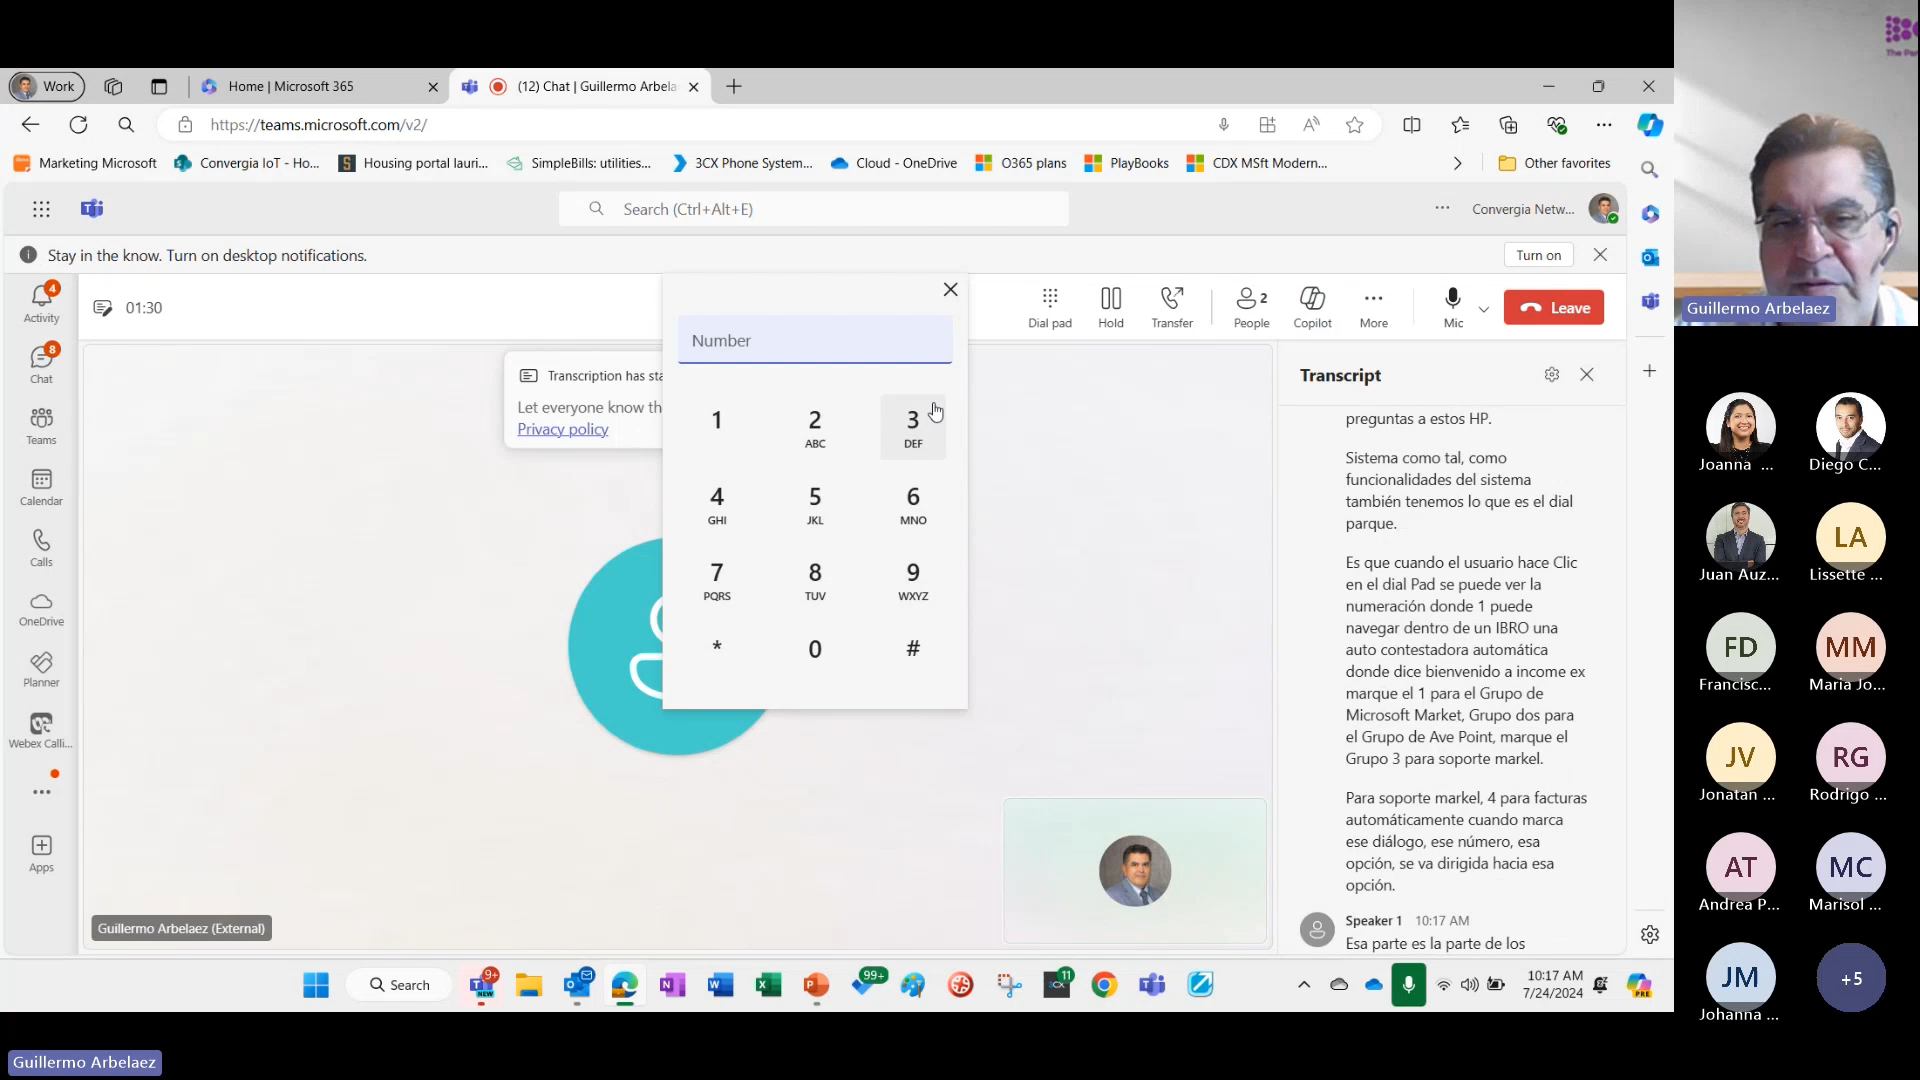 Work
Home | Microsoft 365
(12) Chat | Guillermo Arbela
https://teams.microsoft.com/v2/
Marketing Microsoft
Convergia IoT - Ho...
Housing portal lauri...
SimpleBills: utilities...
3CX Phone System...
Cloud - OneDrive
O365 plans
PlayBooks
CDX MSft Modern...
Other favorites
Search (Ctrl+Alt+E)
Convergia Netw...
Stay in the know. Turn on desktop notifications.
Turn on
4
Activity
8
Chat
Teams
Calendar
Calls
OneDrive
Planner
Webex Calli...
Apps
01:30
Dial pad
Hold
Transfer
2
People
Copilot
More
Mic
Leave
Transcription has sta
Let everyone know th
Privacy policy
Number
1
2
ABC
3
DEF
4
GHI
5
JKL
6
MNO
7
PQRS
8
TUV
9
WXYZ
*
0
#
Guillermo Arbelaez (External)
Transcript
preguntas a estos HP.
Sistema como tal, como
funcionalidades del sistema
también tenemos lo que es el dial
parque.
Es que cuando el usuario hace Clic
en el dial Pad se puede ver la
numeración donde 1 puede
navegar dentro de un IBRO una
auto contestadora automática
donde dice bienvenido a income ex
marque el 1 para el Grupo de
Microsoft Market, Grupo dos para
el Grupo de Ave Point, marque el
Grupo 3 para soporte markel.
Para soporte markel, 4 para facturas
automáticamente cuando marca
ese diálogo, ese número, esa
opción, se va dirigida hacia esa
opción.
Speaker 1 10:17 AM
Esa parte es la parte de los
Search
9+
NEW
99+
11
10:17 AM
7/24/2024
PRE
Guillermo Arbelaez
Guillermo Arbelaez
Joanna ...
Diego C...
Juan Auz...
LA
Lissette ...
FD
Francisc...
MM
Maria Jo...
JV
Jonatan ...
RG
Rodrigo ...
AT
Andrea P...
MC
Marisol ...
JM
Johanna ...
+5